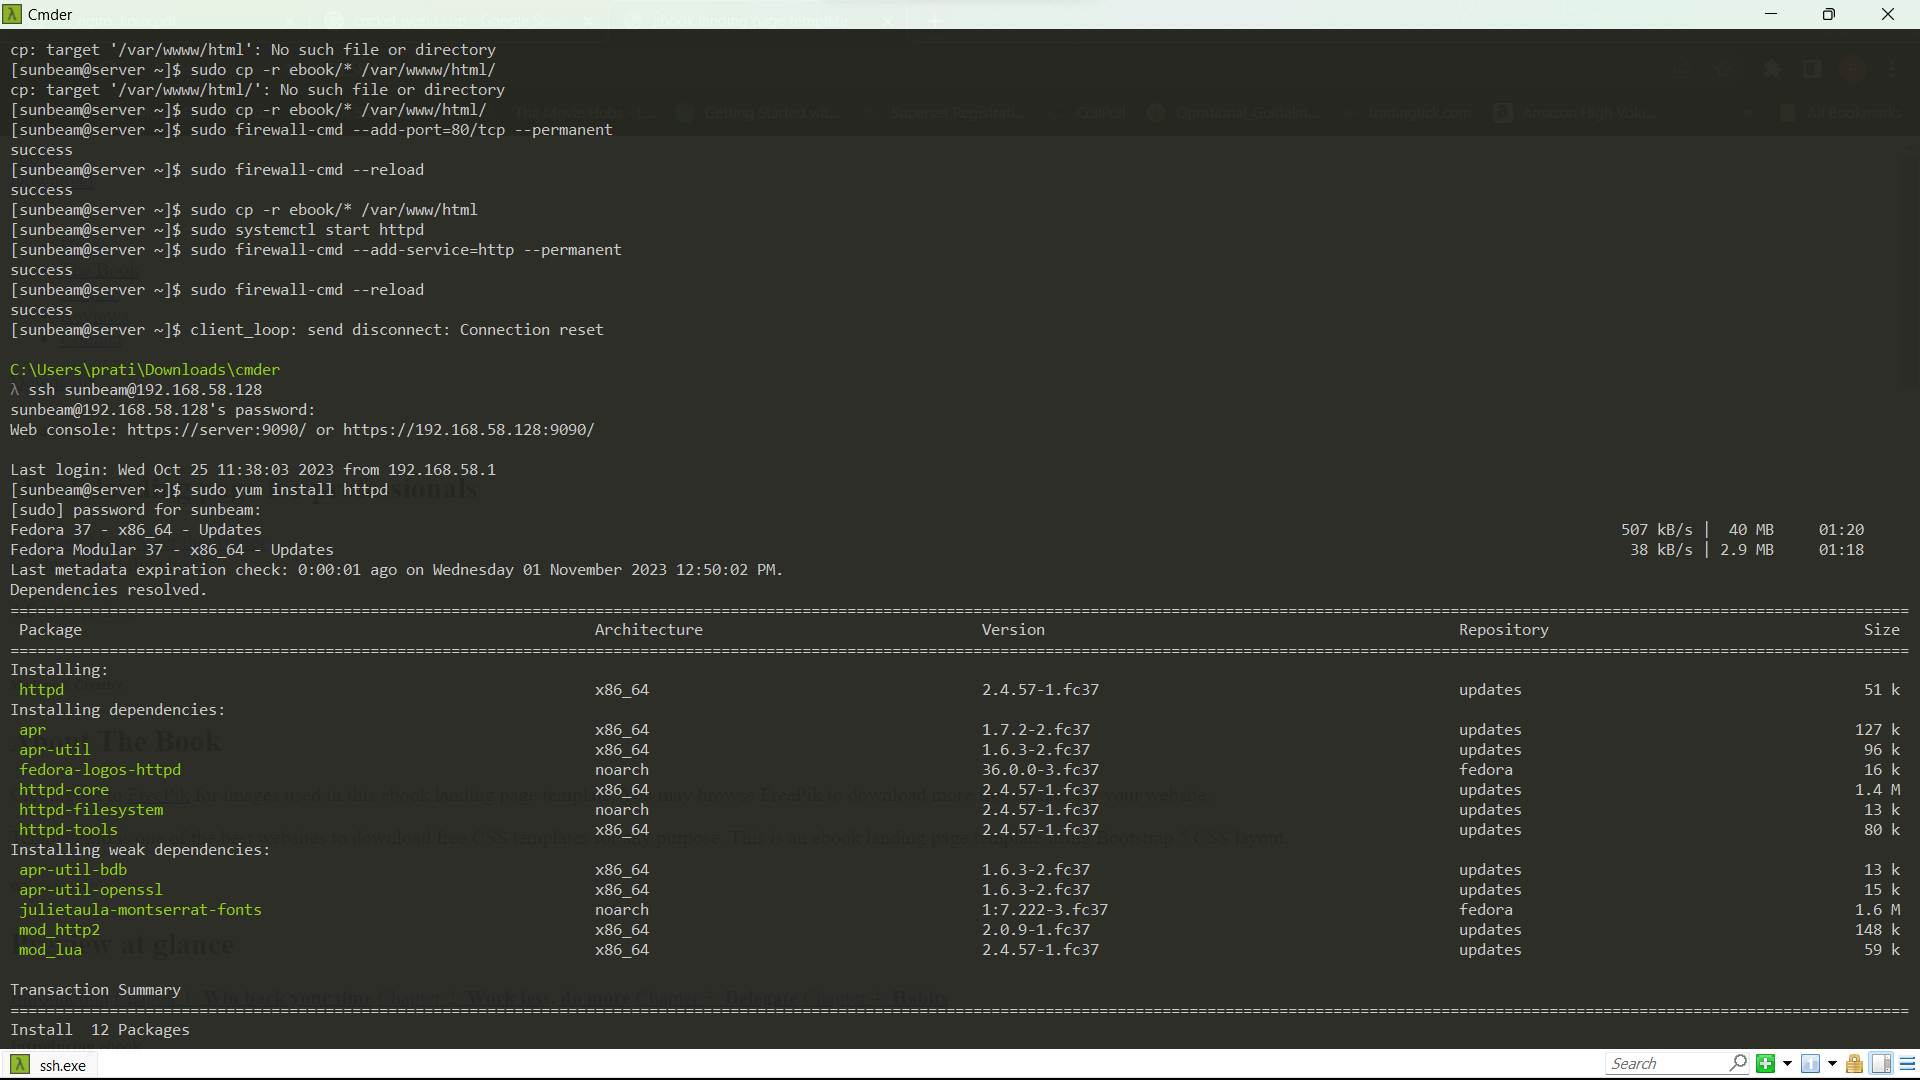 Cmder
cp: target '/var/wwww/html': No such file or directory
[sunbeam@server ~]$ sudo cp -r ebook/* /var/wwww/html/
cp: target '/var/wwww/html/': No such file or directory
[sunbeam@server ~]$ sudo cp -r ebook/* /var/www/html/
[sunbeam@server ~]$ sudo firewall-cmd --add-port=80/tcp --permanent
success
[sunbeam@server ~]$ sudo firewall-cmd --reload
success
[sunbeam@server ~]$ sudo cp -r ebook/* /var/www/html
[sunbeam@server ~]$ sudo systemctl start httpd
[sunbeam@server ~]$ sudo firewall-cmd --add-service=http --permanent
success
[sunbeam@server ~]$ sudo firewall-cmd --reload
success
[sunbeam@server ~]$ client_loop: send disconnect: Connection reset
C:\Users\prati\Downloads\cmder
λ ssh sunbeam@192.168.58.128
sunbeam@192.168.58.128's password:
Web console: https://server:9090/ or https://192.168.58.128:9090/
Last login: Wed Oct 25 11:38:03 2023 from 192.168.58.1
[sunbeam@server ~]$ sudo yum install httpd
[sudo] password for sunbeam:
Fedora 37 - x86_64 - Updates 507 kB/s | 40 MB 01:20
Fedora Modular 37 - x86_64 - Updates 38 kB/s | 2.9 MB 01:18
Last metadata expiration check: 0:00:01 ago on Wednesday 01 November 2023 12:50:02 PM.
Dependencies resolved.
Package Architecture Version Repository Size
Installing:
httpd x86_64 2.4.57-1.fc37 updates 51 k
Installing dependencies:
apr x86_64 1.7.2-2.fc37 updates 127 k
apr-util x86_64 1.6.3-2.fc37 updates 96 k
fedora-logos-httpd noarch 36.0.0-3.fc37 fedora 16 k
httpd-core x86_64 2.4.57-1.fc37 updates 1.4 M
httpd-filesystem noarch 2.4.57-1.fc37 updates 13 k
httpd-tools x86_64 2.4.57-1.fc37 updates 80 k
Installing weak dependencies:
apr-util-bdb x86_64 1.6.3-2.fc37 updates 13 k
apr-util-openssl x86_64 1.6.3-2.fc37 updates 15 k
julietaula-montserrat-fonts noarch 1:7.222-3.fc37 fedora 1.6 M
mod_http2 x86_64 2.0.9-1.fc37 updates 148 k
mod_lua x86_64 2.4.57-1.fc37 updates 59 k
Transaction Summary
Install 12 Packages
ssh.exe
Search